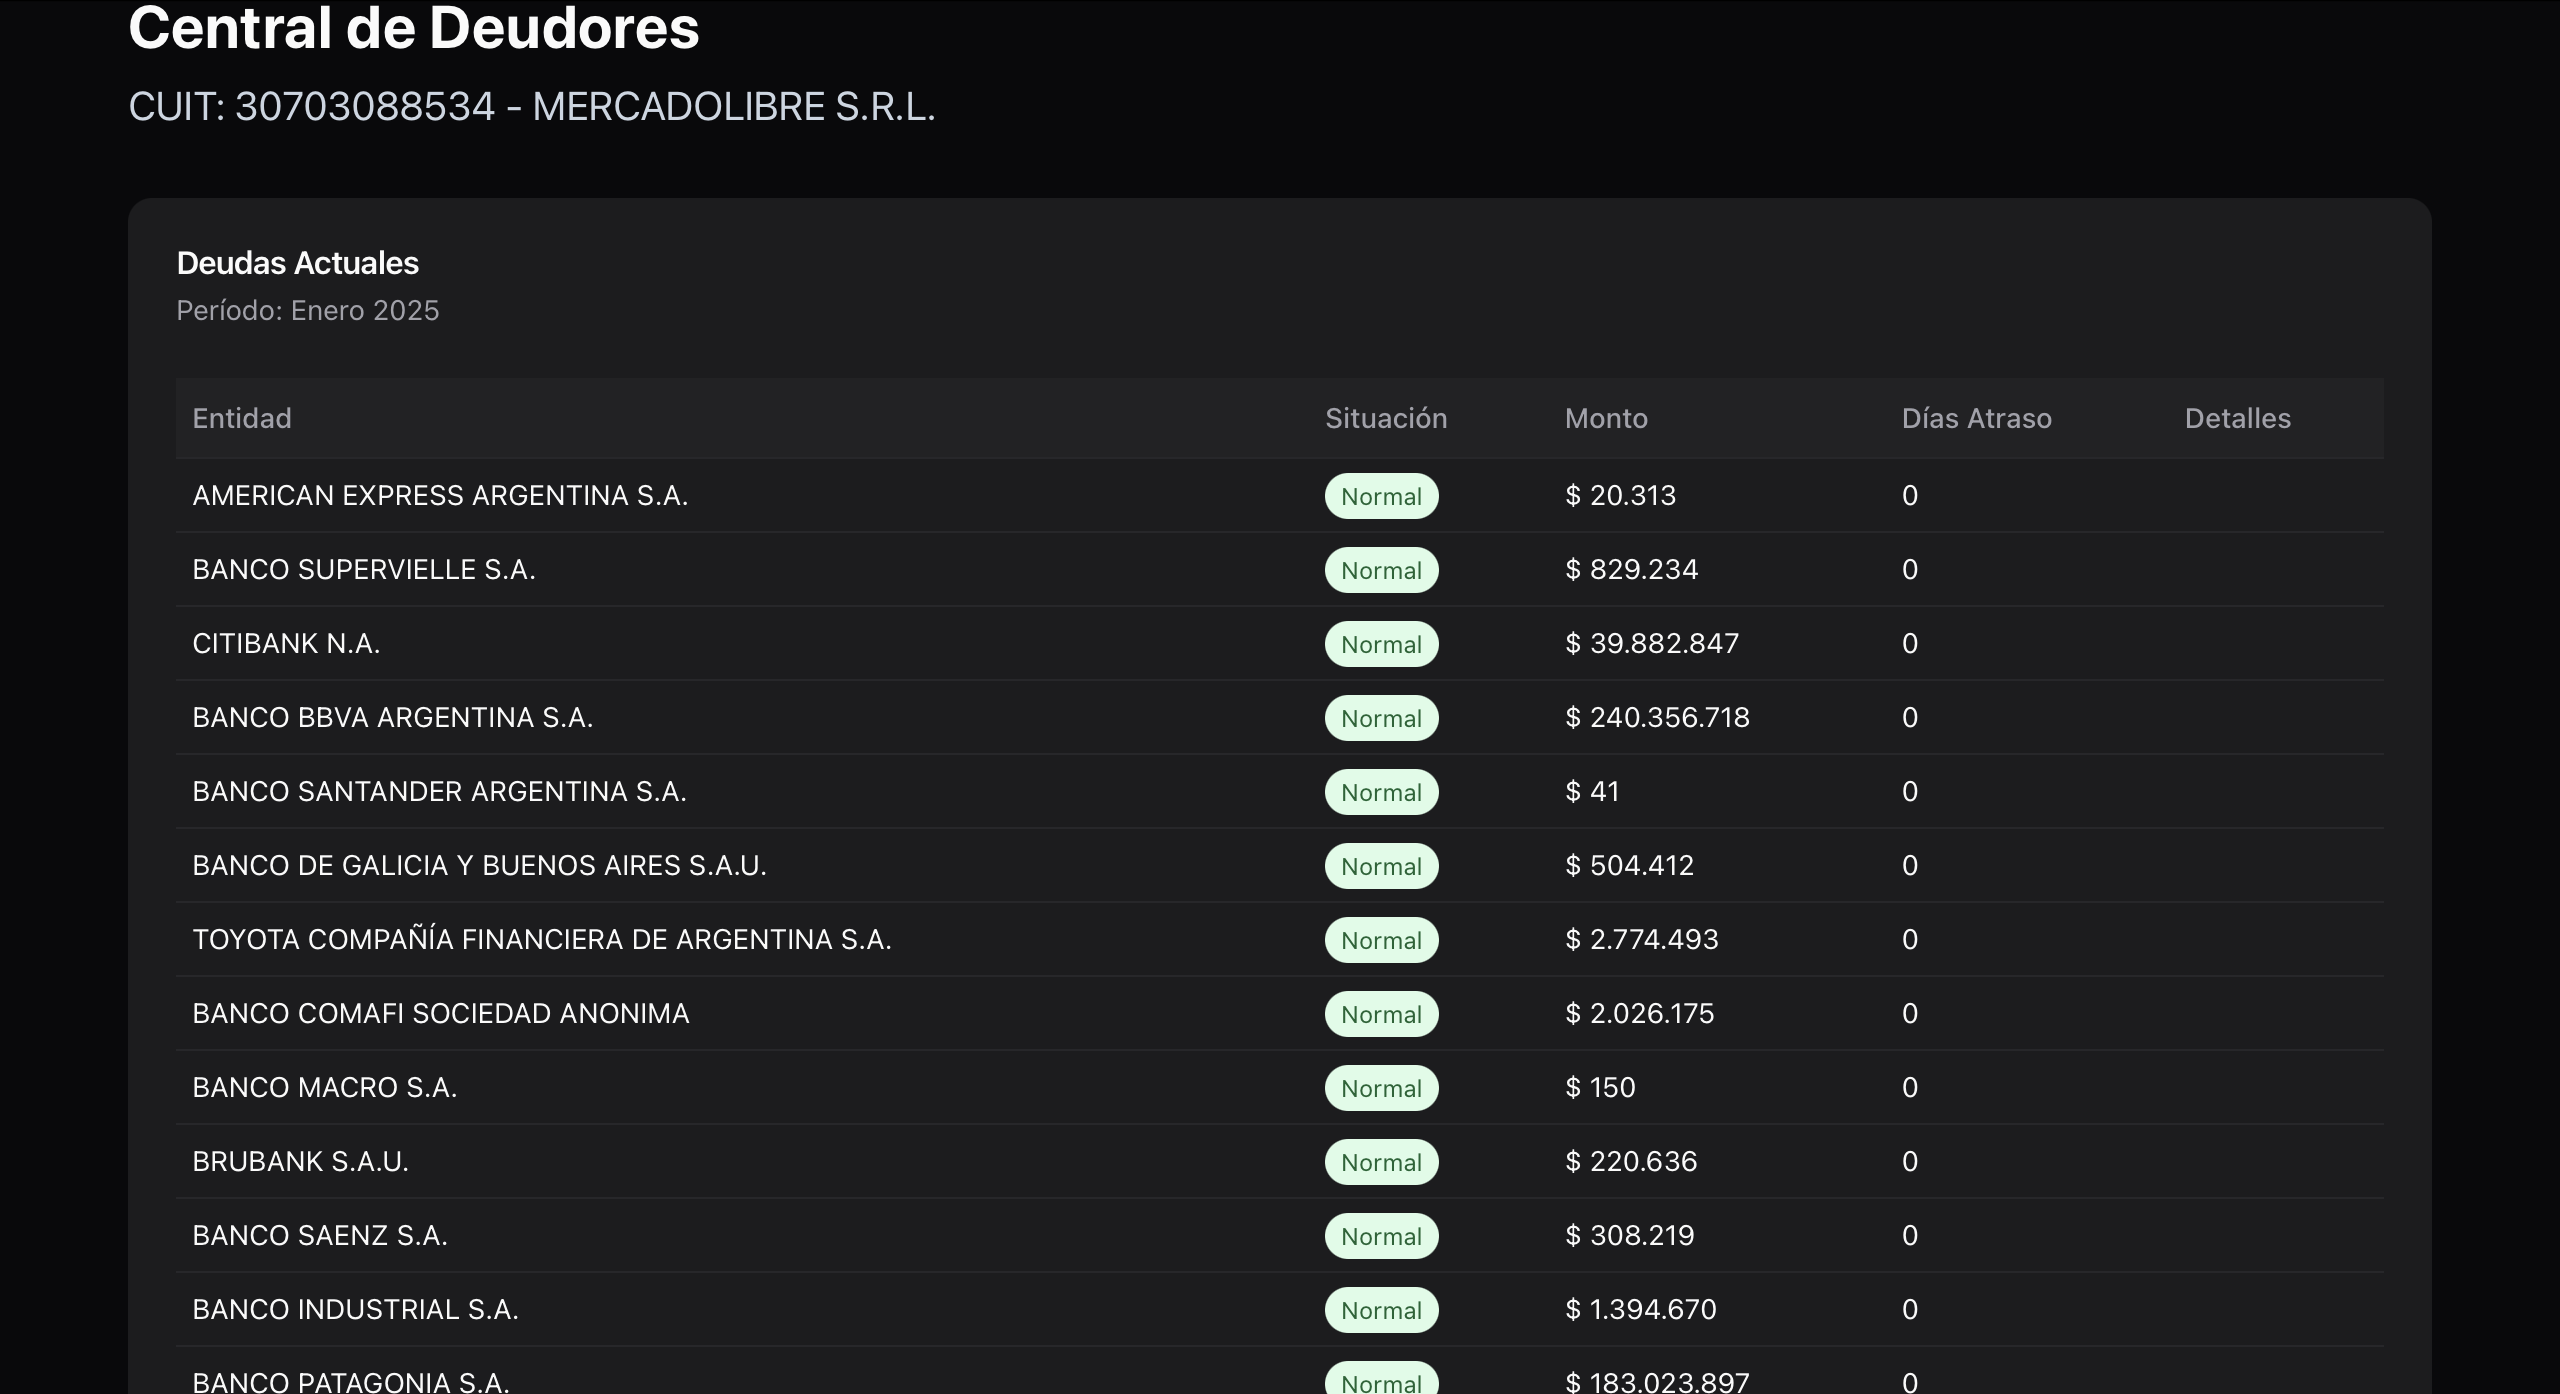 Central de Deudores
CUIT: 30703088534 - MERCADOLIBRE S.R.L.
Deudas Actuales
Período: Enero 2025
Entidad Situación Monto Días Atraso Detalles
AMERICAN EXPRESS ARGENTINA S.A. Normal $ 20.313 0
BANCO SUPERVIELLE S.A. Normal $ 829.234 0
CITIBANK N.A. Normal $ 39.882.847 0
BANCO BBVA ARGENTINA S.A. Normal $ 240.356.718 0
BANCO SANTANDER ARGENTINA S.A. Normal $ 41 0
BANCO DE GALICIA Y BUENOS AIRES S.A.U. Normal $ 504.412 0
TOYOTA COMPAÑÍA FINANCIERA DE ARGENTINA S.A. Normal $ 2.774.493 0
BANCO COMAFI SOCIEDAD ANONIMA Normal $ 2.026.175 0
BANCO MACRO S.A. Normal $ 150 0
BRUBANK S.A.U. Normal $ 220.636 0
BANCO SAENZ S.A. Normal $ 308.219 0
BANCO INDUSTRIAL S.A. Normal $ 1.394.670 0
BANCO PATAGONIA S.A. Normal $ 183.023.897 0